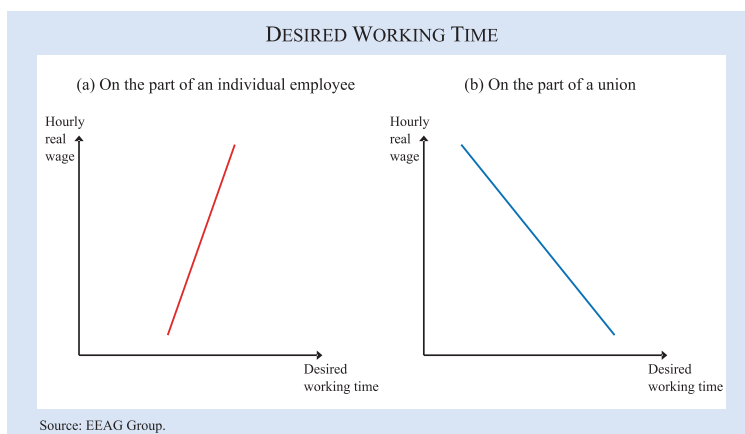 DESIRED WORKING TIME
(a) On the part of an individual employee
Hourly
real
wage
Desired
working time
(b) On the part of a union
Hourly
real
wage
Desired
working time
Source: EEAG Group.